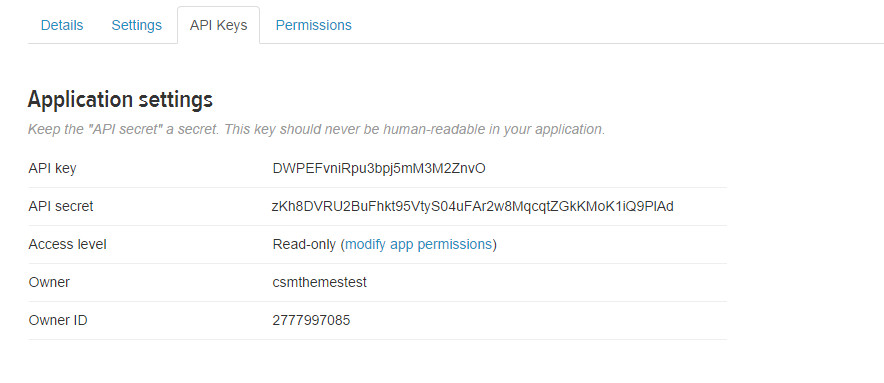 Details Settings API Keys Permissions
Application settings
Keep the "API secret" a secret. This key should never be human-readable in your application.
API key DWPEFvniRpu3bpj5mM3M2ZnvO
API secret zKh8DVRU2BuFhkt95VtyS04uFAr2w8MqcqtZGkKMoK1iQ9PIAd
Access level Read-only (modify app permissions)
Owner csmthemestest
Owner ID 2777997085